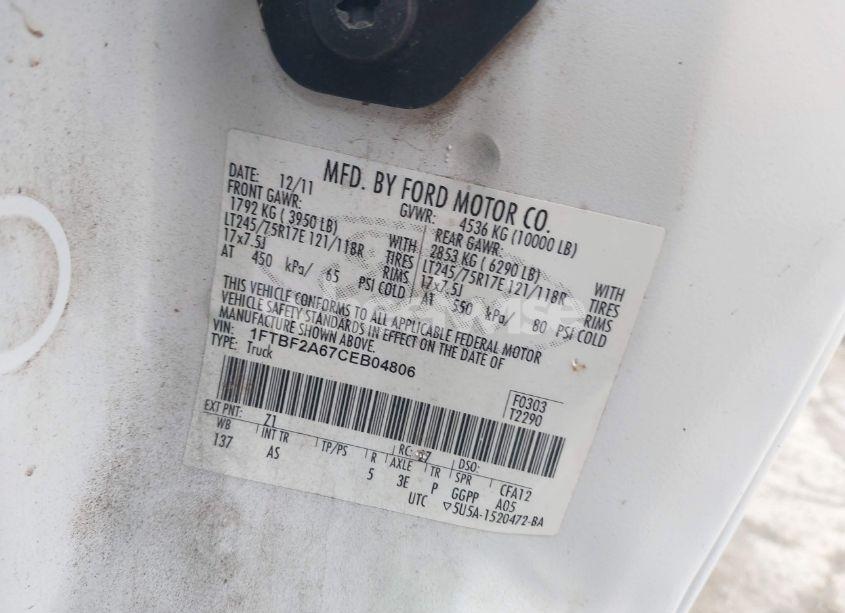 MFD. BY FORD MOTOR CO.
DATE: 12/11 GVWR: 4536 KG (10000 LB)
FRONT GAWR: REAR GAWR:
1792 KG ( 3950 LB) WITH 2853 KG ( 6290 LB) WITH
LT245/75R17E 121/118R TIRES LT245/75R17E 121/118R TIRES
17x7.5J RIMS 17x7.5J RIMS
AT 450 kPa/ 65 PSI COLD AT 550 kPa/ 80 PSI COLD
THIS VEHICLE CONFORMS TO ALL APPLICABLE FEDERAL MOTOR
VEHICLE SAFETY STANDARDS IN EFFECT ON THE DATE OF
MANUFACTURE SHOWN ABOVE.
VIN: 1FTBF2A67CEB04806
TYPE: Truck
F0303
T2290
EXT PNT: Z1 RC: 67 DSO:
WB INT TR TP/PS R AXLE TR SPR CFA12
137 AS 5 3E P GGPP A05
UTC ▽5U5A-1520472-BA